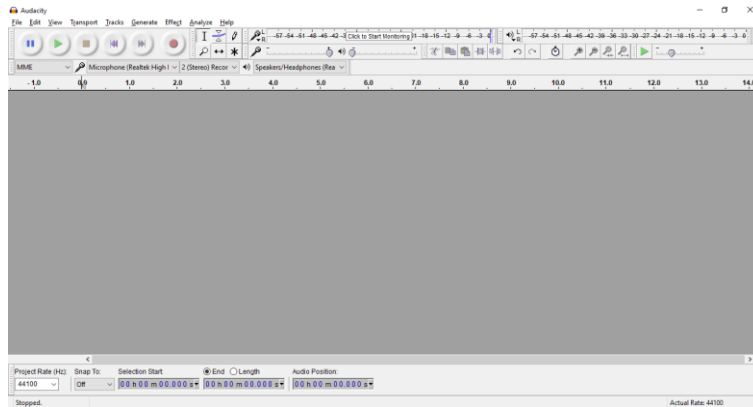 Audacity
File Edit View Transport Tracks Generate Effect Analyze Help
-57 -54 -51 -48 -45 -42 -3 Click to Start Monitoring 21 -18 -15 -12 -9 -6 -3 0
L
R
-57 -54 -51 -48 -45 -42 -39 -36 -33 -30 -27 -24 -21 -18 -15 -12 -9 -6 -3 0
MME Microphone (Realtek High 2 (Stereo) Recor Speakers/Headphones (Rea
-1.0 0.0 1.0 2.0 3.0 4.0 5.0 6.0 7.0 8.0 9.0 10.0 11.0 12.0 13.0 14.0
Project Rate (Hz): Snap To: Selection Start End Length Audio Position:
44100 Off 00 h 00 m 00.000 s 00 h 00 m 00.000 s 00 h 00 m 00.000 s
Stopped. Actual Rate: 44100